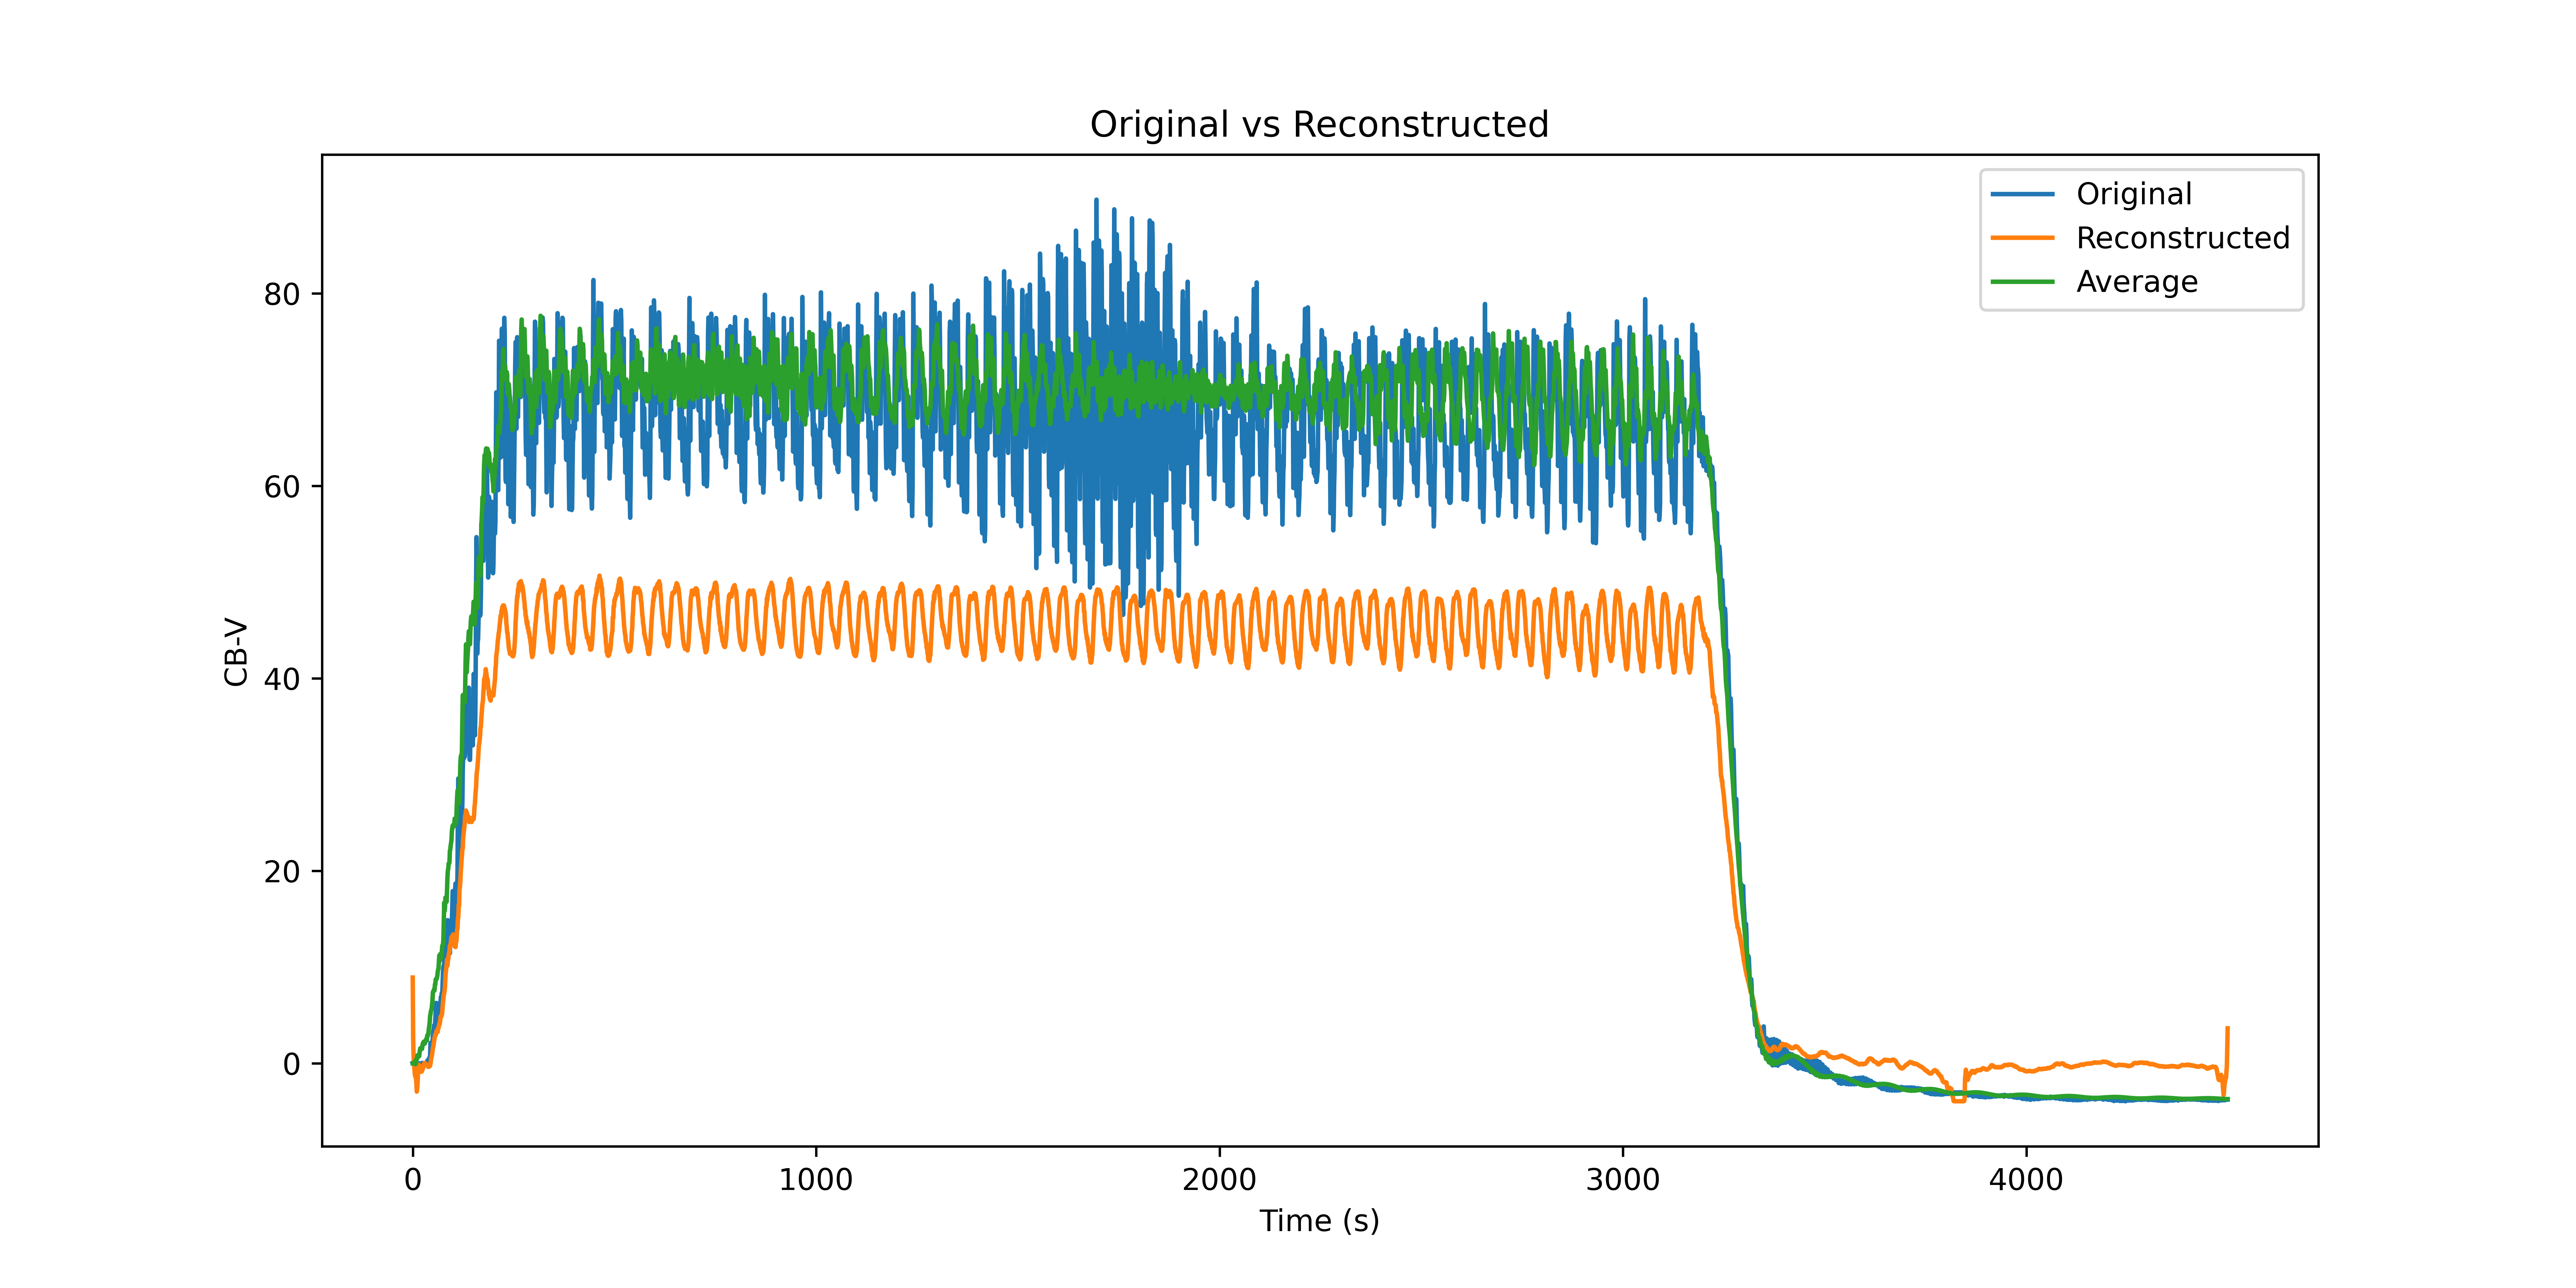 Original vs Reconstructed
Original
Reconstructed
Average
80
60
40
20
0
CB-V
0 1000 2000 3000 4000
Time (s)